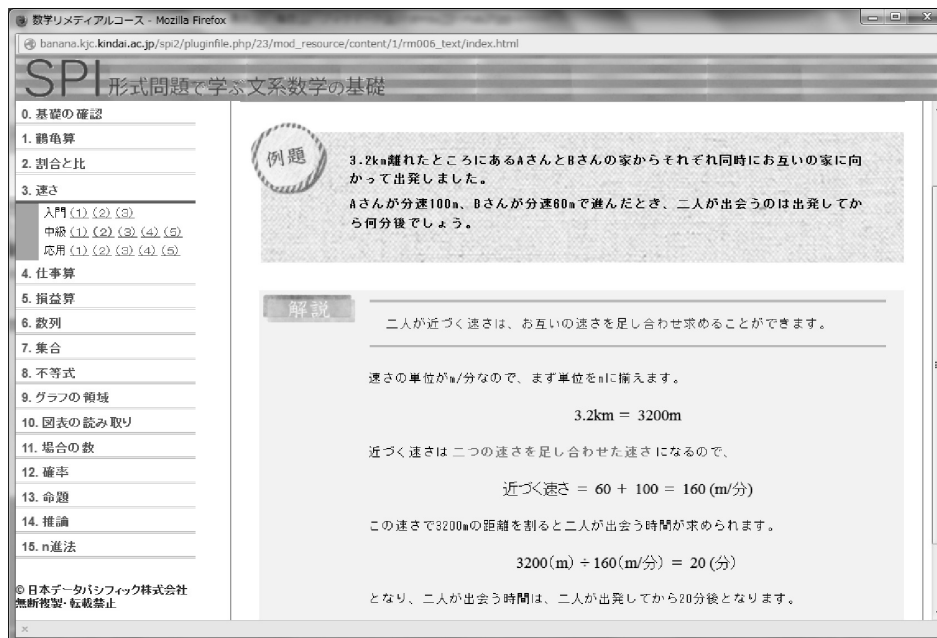 数学リメディアルコース - Mozilla Firefox
banana.kjc.kindai.ac.jp/spi2/pluginfile.php/23/mod_resource/content/1/rm006_text/index.html
SPI形式問題で学ぶ文系数学の基礎
0. 基礎の確認
1. 鶴亀算
2. 割合と比
3. 速さ
入門 (1) (2) (3)
中級 (1) (2) (3) (4) (5)
応用 (1) (2) (3) (4) (5)
4. 仕事算
5. 損益算
6. 数列
7. 集合
8. 不等式
9. グラフの領域
10. 図表の読み取り
11. 場合の数
12. 確率
13. 命題
14. 推論
15. n進法
© 日本データパシフィック株式会社
無断複製・転載禁止
例題
3.2km離れたところにあるAさんとBさんの家からそれぞれ同時にお互いの家に向
かって出発しました。
Aさんが分速100m、Bさんが分速60mで進んだとき、二人が出会うのは出発してか
ら何分後でしょう。
解説
二人が近づく速さは、お互いの速さを足し合わせ求めることができます。
速さの単位がm/分なので、まず単位をmに揃えます。
3.2km = 3200m
近づく速さは 二つの速さを足し合わせた速さ になるので、
近づく速さ = 60 + 100 = 160 (m/分)
この速さで3200mの距離を割ると二人が出会う時間が求められます。
3200(m) ÷ 160(m/分) = 20 (分)
となり、二人が出会う時間は、二人が出発してから20分後となります。